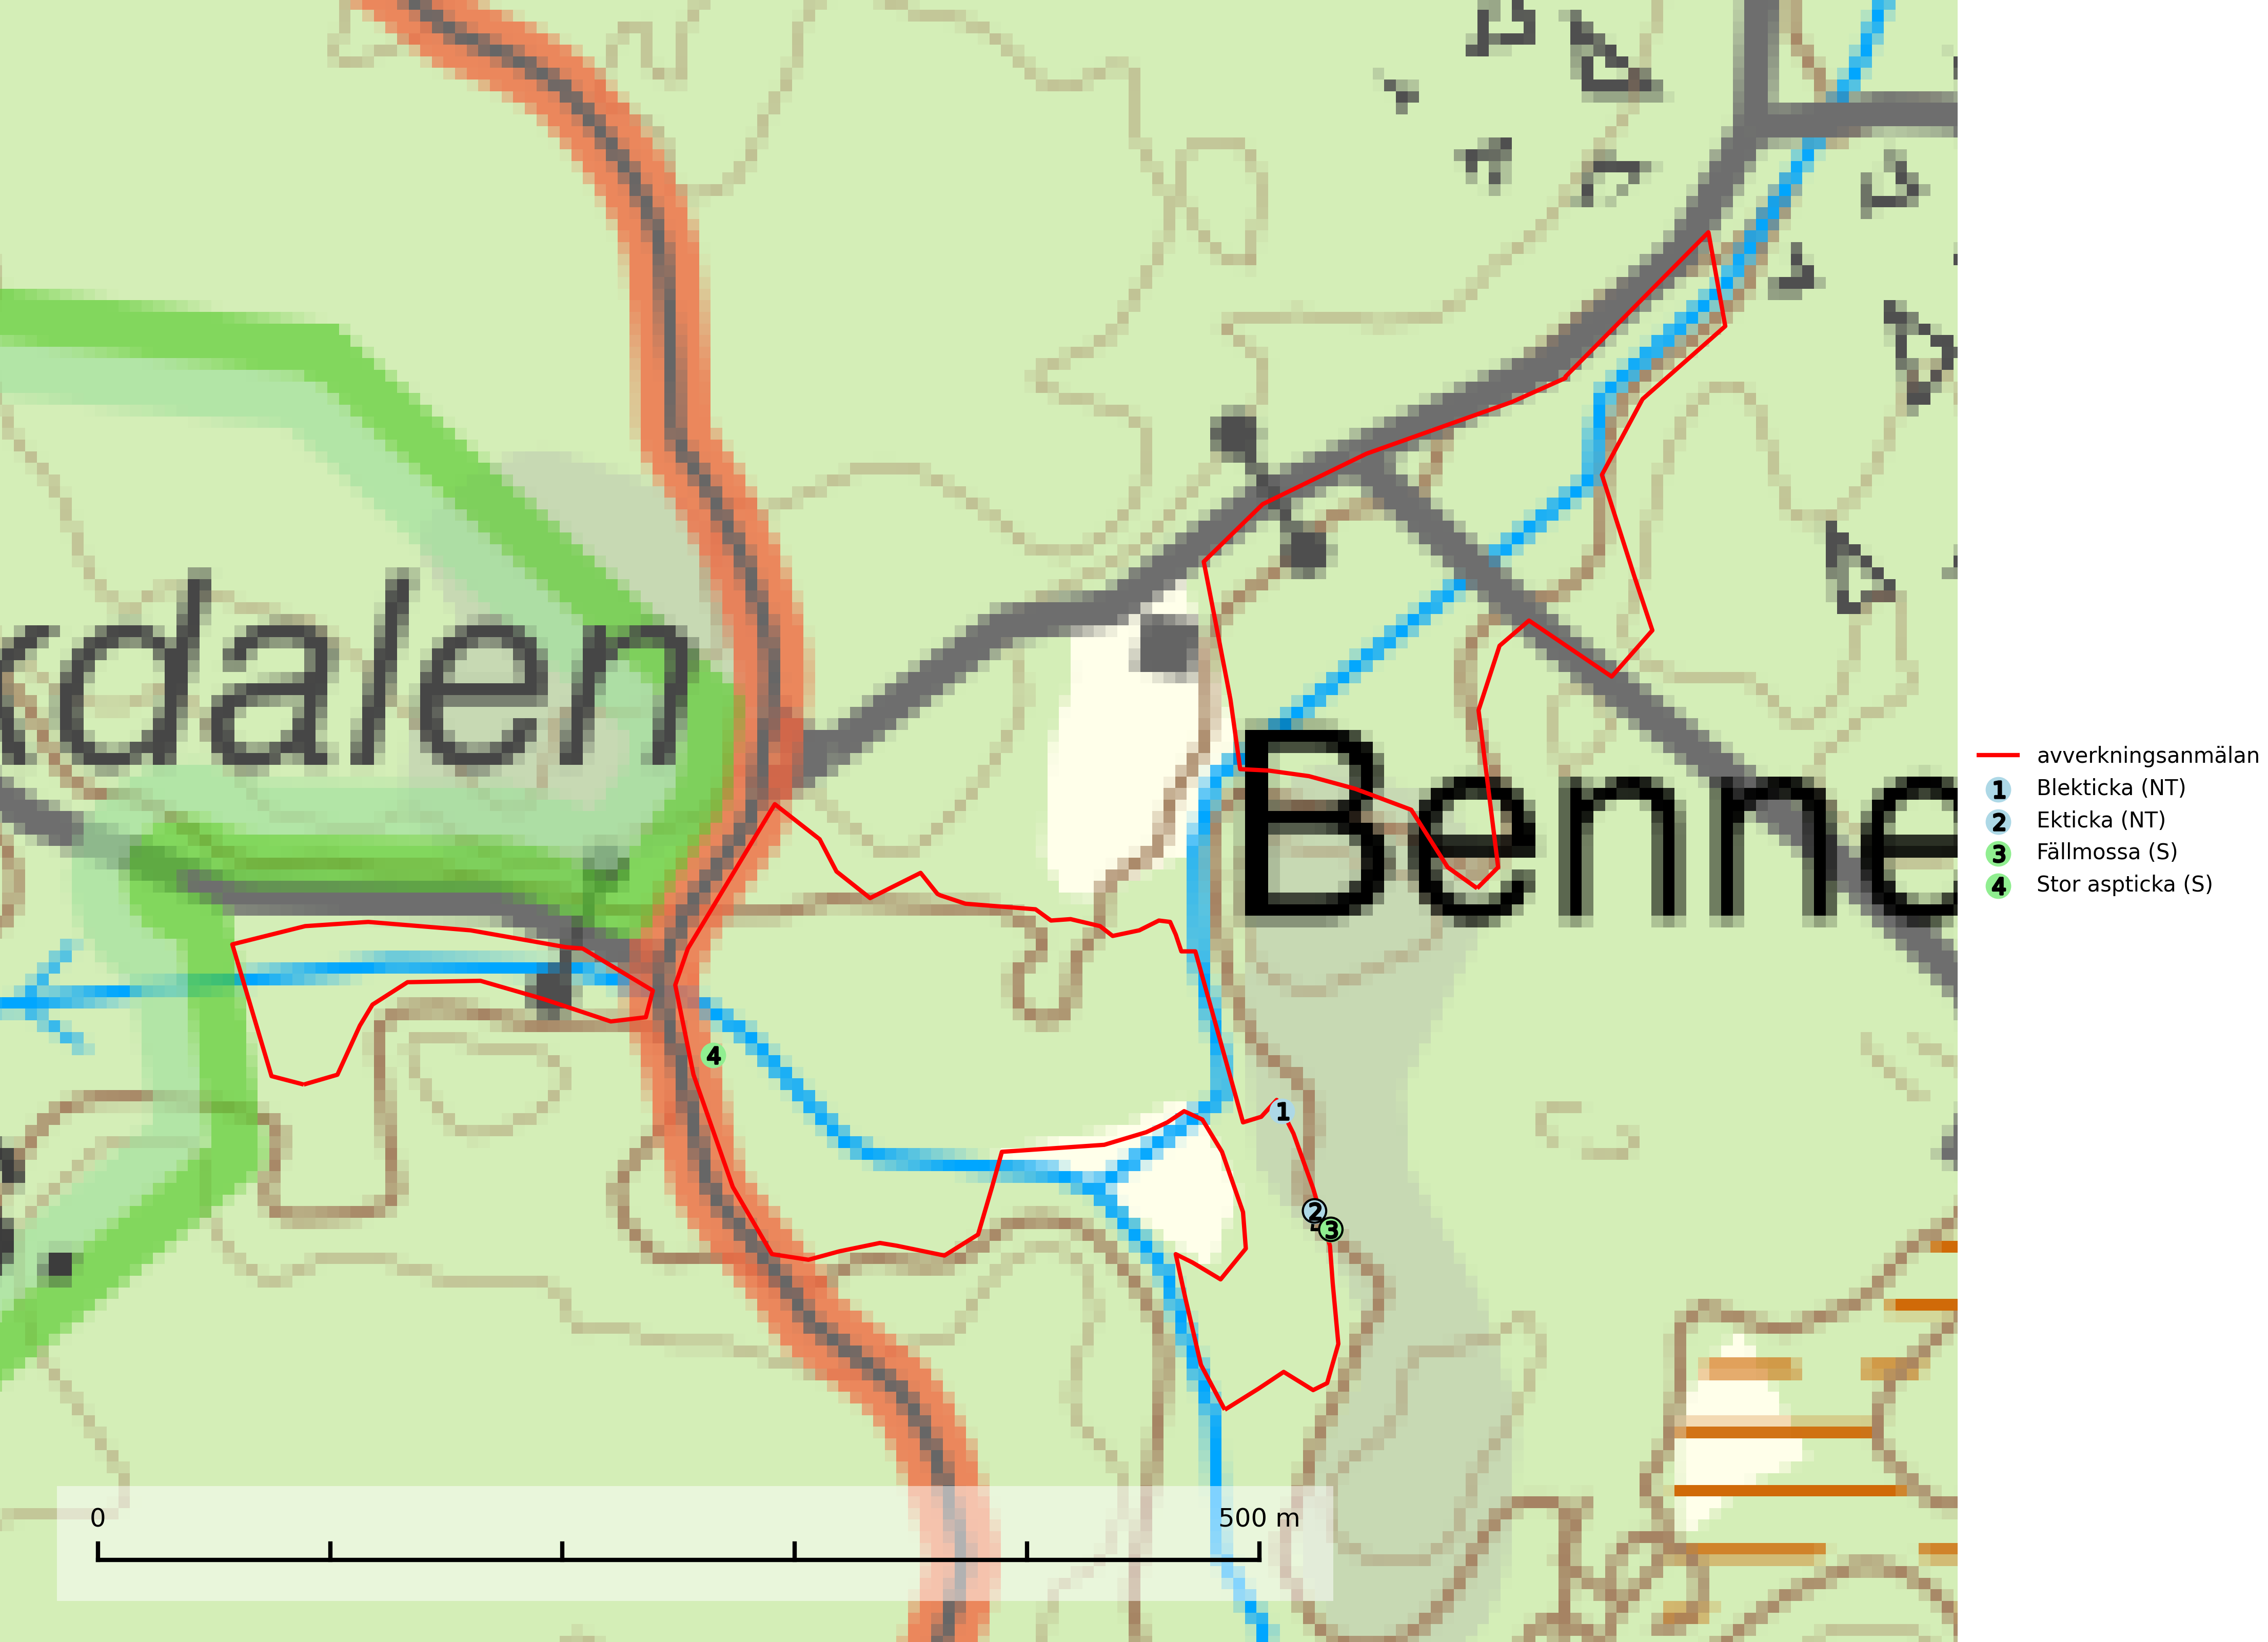 kdalen
Benne
4
1
2
3
0
500 m
avverkningsanmälan
1 Blekticka (NT)
2 Ekticka (NT)
3 Fällmossa (S)
4 Stor aspticka (S)